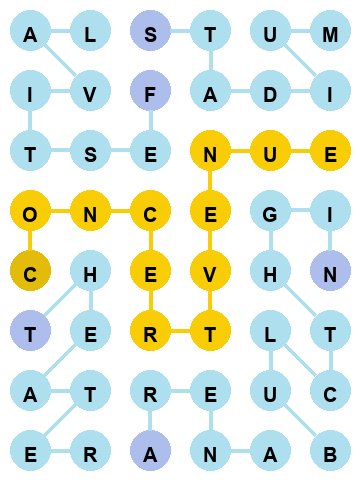 A L S T U M
I V F A D I
T S E N U E
O N C E G I
C H E V H N
T E R T L T
A T R E U C
E R A N A B